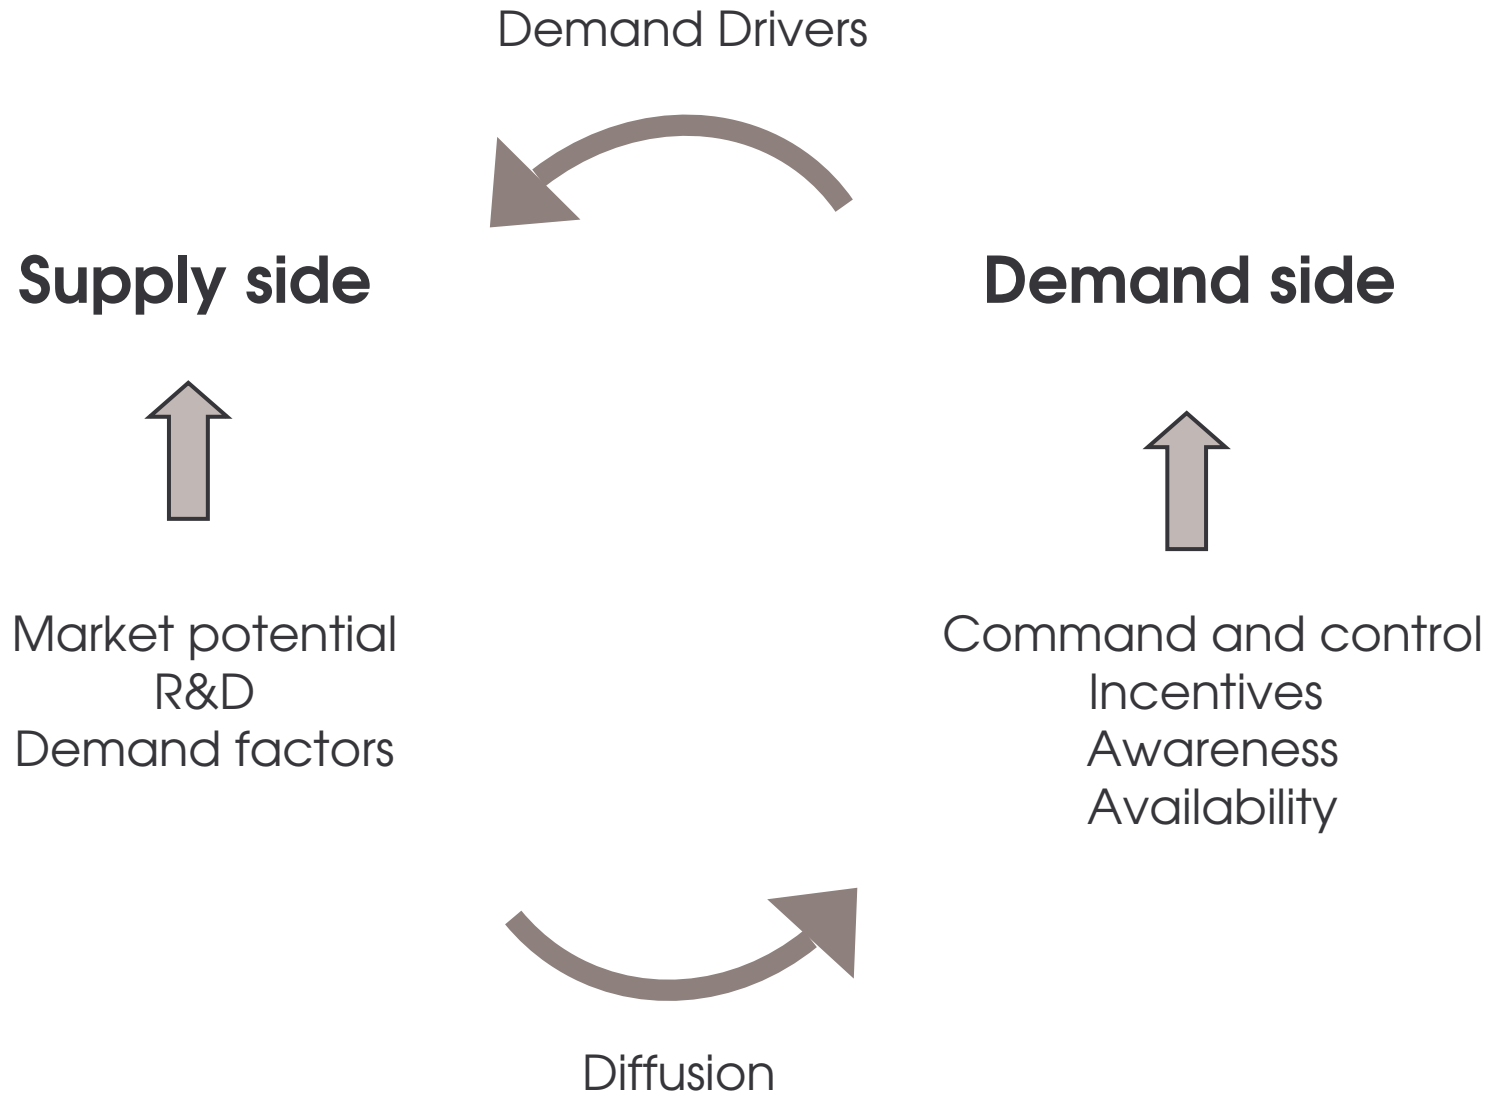 Demand Drivers
Supply side
Demand side
Market potential
R&D
Demand factors
Command and control
Incentives
Awareness
Availability
Diffusion